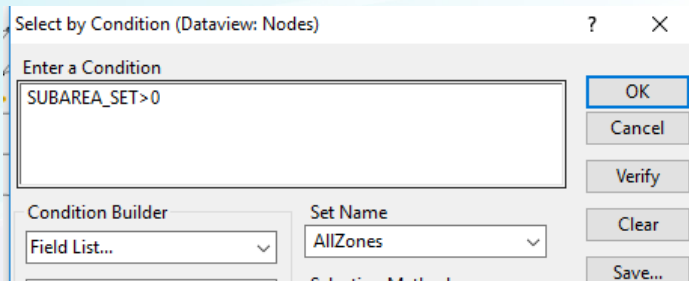 Select by Condition (Dataview: Nodes) ? ×
Enter a Condition
SUBAREA_SET>0
OK
Cancel
Verify
Clear
Save...
Condition Builder
Field List...
Set Name
AllZones